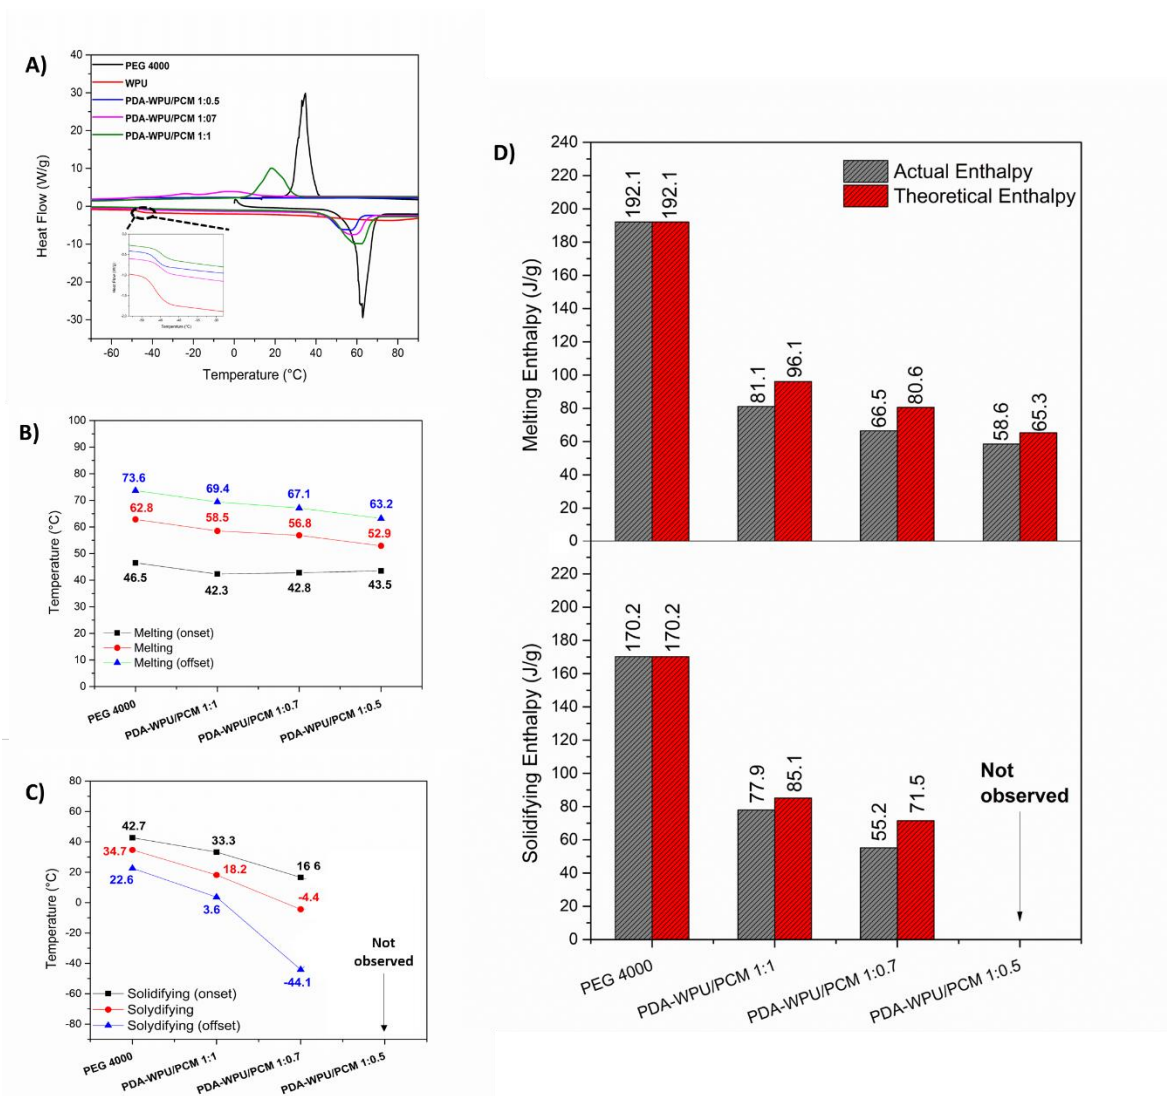 A)
40
30
20
10
0
-10
-20
-30
Heat Flow (W/g)
PEG 4000
WPU
PDA-WPU/PCM 1:0.5
PDA-WPU/PCM 1:07
PDA-WPU/PCM 1:1
Heat Flow (W/g)
Temperature (°C)
-60 -40 -20 0 20 40 60 80
Temperature (°C)
B)
100
90
80
70
60
50
40
30
20
10
0
Temperature (°C)
73.6 69.4 67.1 63.2
62.8 58.5 56.8 52.9
46.5 42.3 42.8 43.5
Melting (onset)
Melting
Melting (offset)
PEG 4000 PDA-WPU/PCM 1:1 PDA-WPU/PCM 1:0.7 PDA-WPU/PCM 1:0.5
C)
80
60
40
20
0
-20
-40
-60
-80
Temperature (°C)
42.7 33.3 16 6
34.7 18.2 -4.4
22.6 3.6 -44.1
Not
observed
Solidifying (onset)
Solydifying
Solydifying (offset)
PEG 4000 PDA-WPU/PCM 1:1 PDA-WPU/PCM 1:0.7 PDA-WPU/PCM 1:0.5
D)
240
220
200
180
160
140
120
100
80
60
40
20
0
Melting Enthalpy (J/g)
Actual Enthalpy
Theoretical Enthalpy
192.1 192.1 81.1 96.1 66.5 80.6 58.6 65.3
220
200
180
160
140
120
100
80
60
40
20
0
Solidifying Enthalpy (J/g)
170.2 170.2 77.9 85.1 55.2 71.5
Not
observed
PEG 4000 PDA-WPU/PCM 1:1 PDA-WPU/PCM 1:0.7 PDA-WPU/PCM 1:0.5